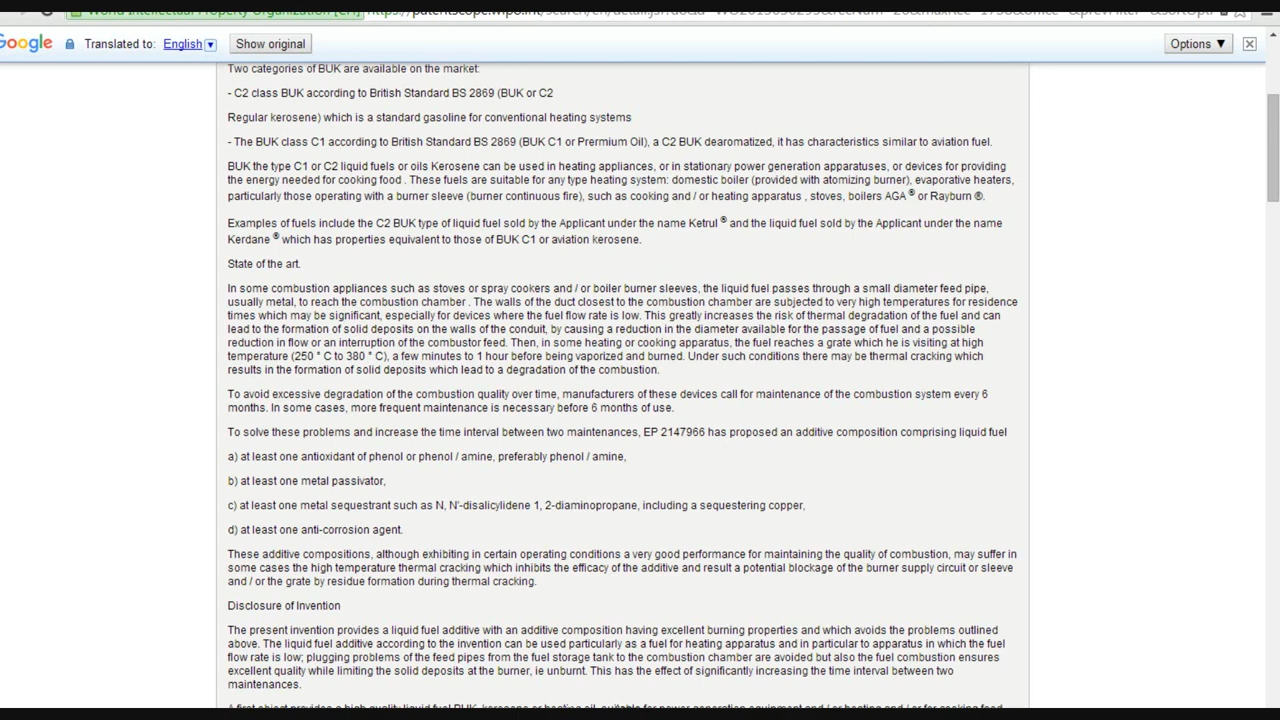 World Intellectual Property Organization [CH]
Google Translated to: English Show original Options ▼
Two categories of BUK are available on the market:
- C2 class BUK according to British Standard BS 2869 (BUK or C2
Regular kerosene) which is a standard gasoline for conventional heating systems
- The BUK class C1 according to British Standard BS 2869 (BUK C1 or Prermium Oil), a C2 BUK dearomatized, it has characteristics similar to aviation fuel.
BUK the type C1 or C2 liquid fuels or oils Kerosene can be used in heating appliances, or in stationary power generation apparatuses, or devices for providing
the energy needed for cooking food . These fuels are suitable for any type heating system: domestic boiler (provided with atomizing burner), evaporative heaters,
particularly those operating with a burner sleeve (burner continuous fire), such as cooking and / or heating apparatus , stoves, boilers AGA ® or Rayburn ®.
Examples of fuels include the C2 BUK type of liquid fuel sold by the Applicant under the name Ketrul ® and the liquid fuel sold by the Applicant under the name
Kerdane ® which has properties equivalent to those of BUK C1 or aviation kerosene.
State of the art.
In some combustion appliances such as stoves or spray cookers and / or boiler burner sleeves, the liquid fuel passes through a small diameter feed pipe,
usually metal, to reach the combustion chamber . The walls of the duct closest to the combustion chamber are subjected to very high temperatures for residence
times which may be significant, especially for devices where the fuel flow rate is low. This greatly increases the risk of thermal degradation of the fuel and can
lead to the formation of solid deposits on the walls of the conduit, by causing a reduction in the diameter available for the passage of fuel and a possible
reduction in flow or an interruption of the combustor feed. Then, in some heating or cooking apparatus, the fuel reaches a grate which he is visiting at high
temperature (250 ° C to 380 ° C), a few minutes to 1 hour before being vaporized and burned. Under such conditions there may be thermal cracking which
results in the formation of solid deposits which lead to a degradation of the combustion.
To avoid excessive degradation of the combustion quality over time, manufacturers of these devices call for maintenance of the combustion system every 6
months. In some cases, more frequent maintenance is necessary before 6 months of use.
To solve these problems and increase the time interval between two maintenances, EP 2147966 has proposed an additive composition comprising liquid fuel
a) at least one antioxidant of phenol or phenol / amine, preferably phenol / amine,
b) at least one metal passivator,
c) at least one metal sequestrant such as N, N'-disalicylidene 1, 2-diaminopropane, including a sequestering copper,
d) at least one anti-corrosion agent.
These additive compositions, although exhibiting in certain operating conditions a very good performance for maintaining the quality of combustion, may suffer in
some cases the high temperature thermal cracking which inhibits the efficacy of the additive and result a potential blockage of the burner supply circuit or sleeve
and / or the grate by residue formation during thermal cracking.
Disclosure of Invention
The present invention provides a liquid fuel additive with an additive composition having excellent burning properties and which avoids the problems outlined
above. The liquid fuel additive according to the invention can be used particularly as a fuel for heating apparatus and in particular to apparatus in which the fuel
flow rate is low; plugging problems of the feed pipes from the fuel storage tank to the combustion chamber are avoided but also the fuel combustion ensures
excellent quality while limiting the solid deposits at the burner, ie unburnt. This has the effect of significantly increasing the time interval between two
maintenances.
A first object provides a high quality liquid fuel BUK, kerosene or heating oil, suitable for power generation equipment and / or heating and / or for cooking food